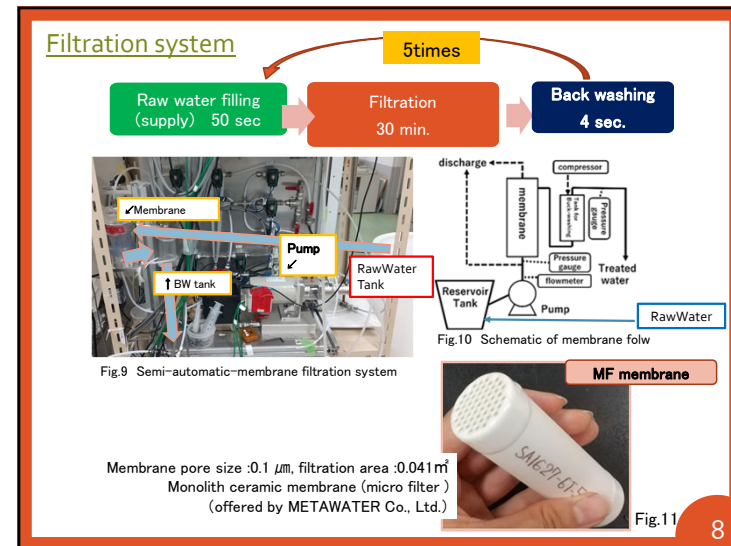 Filtration system
5times
Raw water filling
(supply) 50 sec
Filtration
30 min.
Back washing
4 sec.
↙Membrane
Pump
↙
RawWater
Tank
↑ BW tank
Fig.9 Semi-automatic-membrane filtration system
discharge
compressor
membrane
Tank for
Back-washing
Pressure
gauge
Pressure
gauge
flowmeter
Treated
water
Reservoir
Tank
Pump
RawWater
Fig.10 Schematic of membrane folw
MF membrane
SA1627-6T-5
Fig.11
Membrane pore size :0.1 μm, filtration area :0.041㎡
Monolith ceramic membrane (micro filter )
(offered by METAWATER Co., Ltd.)
8